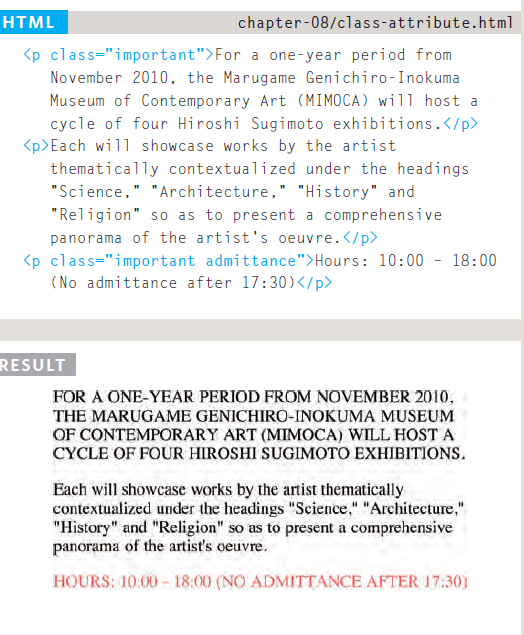 HTML
chapter-08/class-attribute.html
<p class="important">For a one-year period from
November 2010, the Marugame Genichiro-Inokuma
Museum of Contemporary Art (MIMOCA) will host a
cycle of four Hiroshi Sugimoto exhibitions.</p>
<p>Each will showcase works by the artist
thematically contextualized under the headings
"Science," "Architecture," "History" and
"Religion" so as to present a comprehensive
panorama of the artist's oeuvre.</p>
<p class="important admittance">Hours: 10:00 – 18:00
(No admittance after 17:30)</p>
RESULT
FOR A ONE-YEAR PERIOD FROM NOVEMBER 2010,
THE MARUGAME GENICHIRO-INOKUMA MUSEUM
OF CONTEMPORARY ART (MIMOCA) WILL HOST A
CYCLE OF FOUR HIROSHI SUGIMOTO EXHIBITIONS.
Each will showcase works by the artist thematically
contextualized under the headings "Science," "Architecture,"
"History" and "Religion" so as to present a comprehensive
panorama of the artist's oeuvre.
HOURS: 10:00 – 18:00 (NO ADMITTANCE AFTER 17:30)